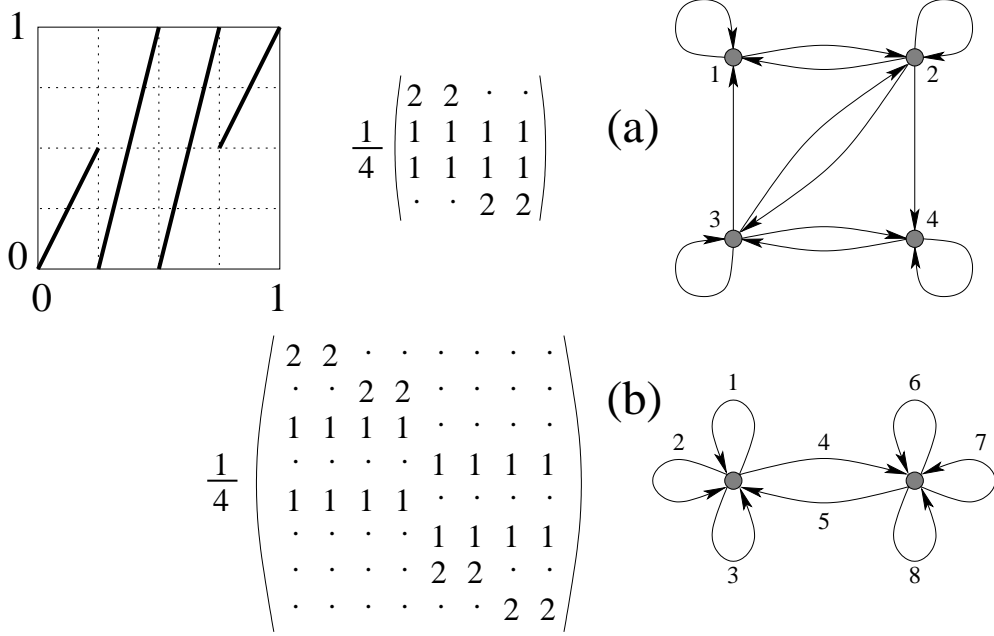 1
0
0 1
1
4
2 2 · ·
1 1 1 1
1 1 1 1
· · 2 2
(a)
1 2
3 4
1
4
2 2 · · · · · ·
· · 2 2 · · · ·
1 1 1 1 · · · ·
· · · · 1 1 1 1
1 1 1 1 · · · ·
· · · · 1 1 1 1
· · · · 2 2 · ·
· · · · · · 2 2
(b)
1 6
2 4 7
5
3 8